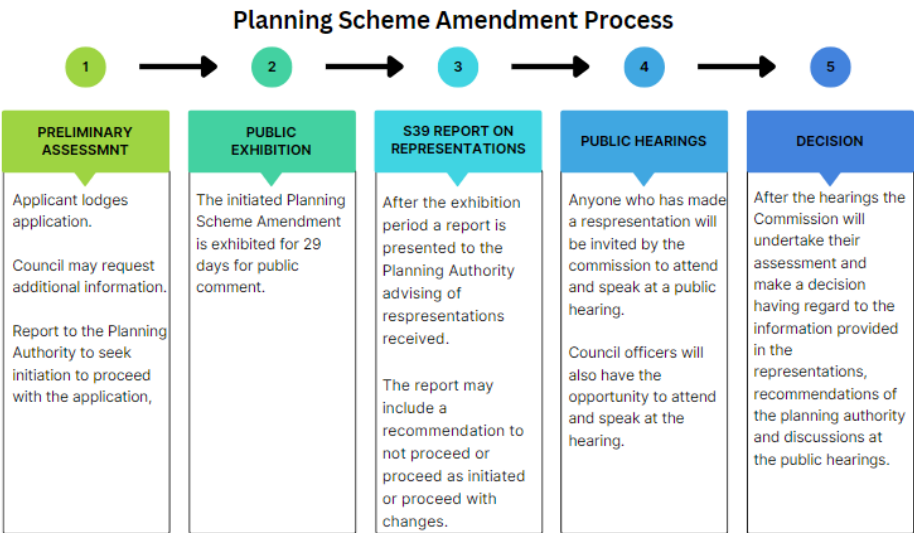 Planning Scheme Amendment Process
1
2
3
4
5
PRELIMINARY
ASSESSMNT
Applicant lodges
application.
Council may request
additional information.
Report to the Planning
Authority to seek
initiation to proceed
with the application,
PUBLIC
EXHIBITION
The initiated Planning
Scheme Amendment
is exhibited for 29
days for public
comment.
S39 REPORT ON
REPRESENTATIONS
After the exhibition
period a report is
presented to the
Planning Authority
advising of
respresentations
received.
The report may
include a
recommendation to
not proceed or
proceed as initiated
or proceed with
changes.
PUBLIC HEARINGS
Anyone who has made
a respresentation will
be invited by the
commission to attend
and speak at a public
hearing.
Council officers will
also have the
opportunity to attend
and speak at the
hearing.
DECISION
After the hearings the
Commission will
undertake their
assessment and
make a decision
having regard to the
information provided
in the
representations,
recommendations of
the planning authority
and discussions at
the public hearings.